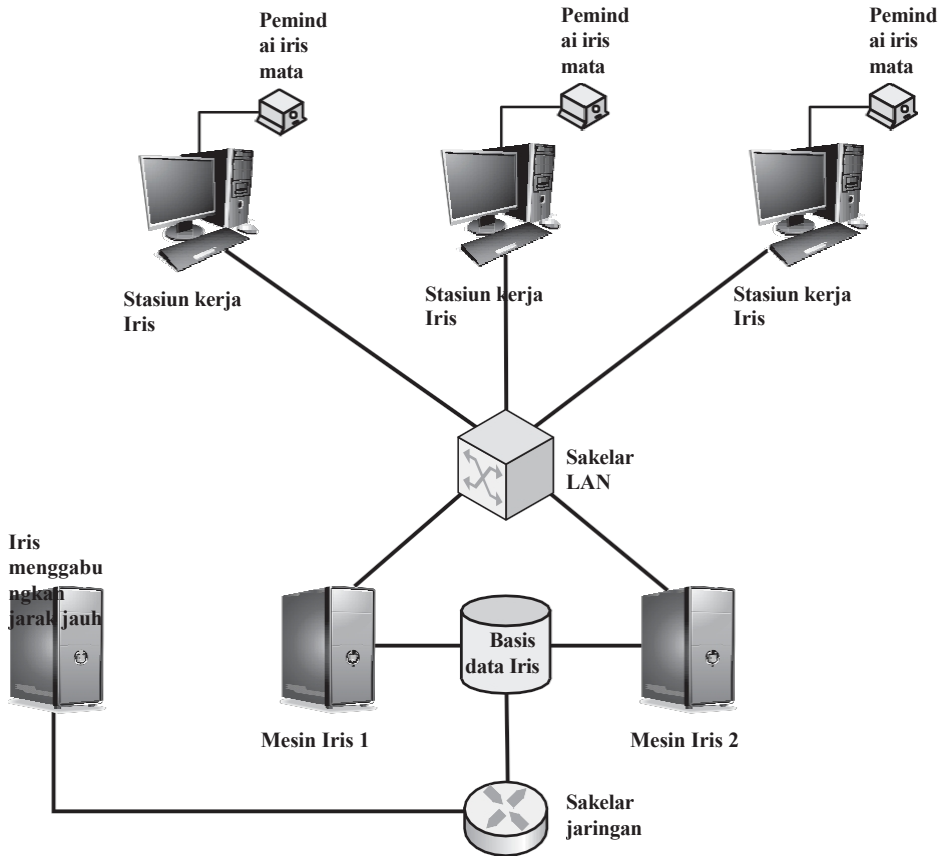 Pemind
ai iris
mata
Pemind
ai iris
mata
Pemind
ai iris
mata
Stasiun kerja
Iris
Stasiun kerja
Iris
Stasiun kerja
Iris
Sakelar
LAN
Iris
menggabu
ngkan
jarak jauh
Basis
data Iris
Mesin Iris 1
Mesin Iris 2
Sakelar
jaringan